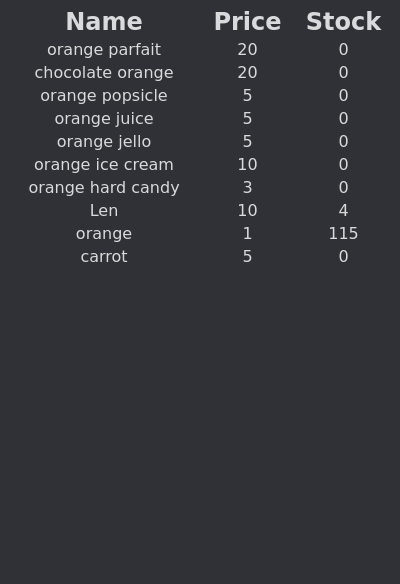 Name Price Stock
orange parfait 20 0
chocolate orange 20 0
orange popsicle 5 0
orange juice 5 0
orange jello 5 0
orange ice cream 10 0
orange hard candy 3 0
Len 10 4
orange 1 115
carrot 5 0